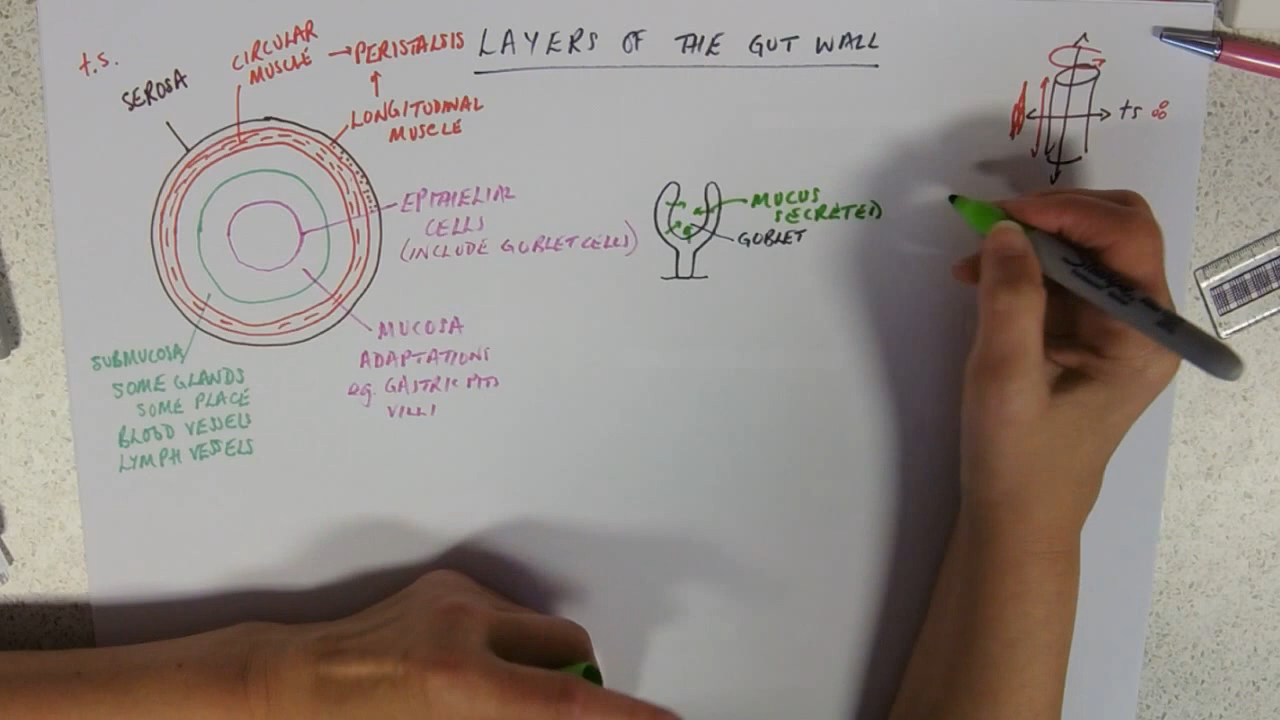 LAYERS OF THE GUT WALL
t.s.
SEROSA
CIRCULAR
MUSCLE
→PERISTALSIS
LONGITUDINAL
MUSCLE
EPITHELIAL
CELLS
(INCLUDE GOBLET CELLS)
MUCOSA
ADAPTATIONS
eg. GASTRIC PITS
VILLI
SUBMUCOSA
SOME GLANDS
SOME PLACE
BLOOD VESSELS
LYMPH VESSELS
MUCUS
SECRETED
GOBLET
ts